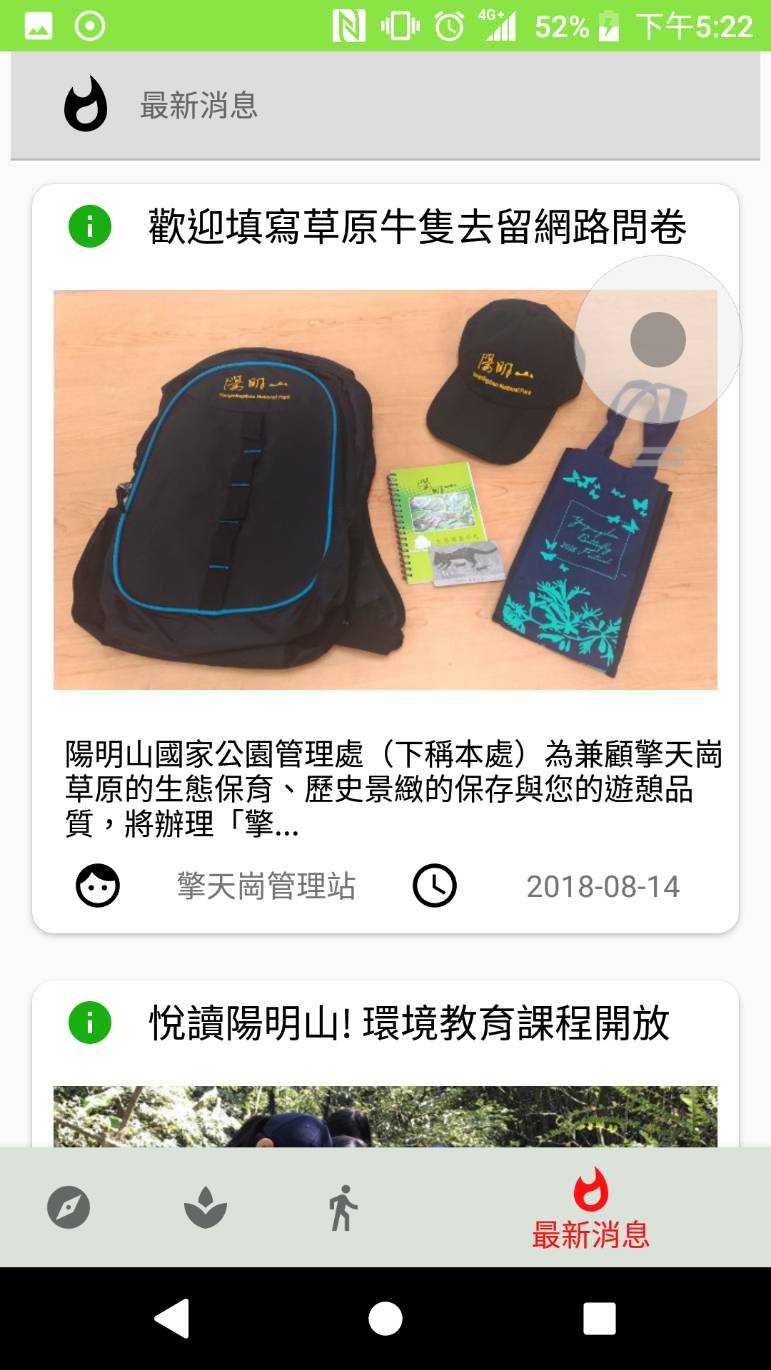 4G+
52%
下午5:22
最新消息
歡迎填寫草原牛隻去留網路問卷
陽明山
Yangmingshan National Park
陽明山
Yangmingshan National Park
陽明山國家公園管理處（下稱本處）為兼顧擎天崗
草原的生態保育、歷史景緻的保存與您的遊憩品
質，將辦理「擎...
擎天崗管理站
2018-08-14
悅讀陽明山! 環境教育課程開放
最新消息